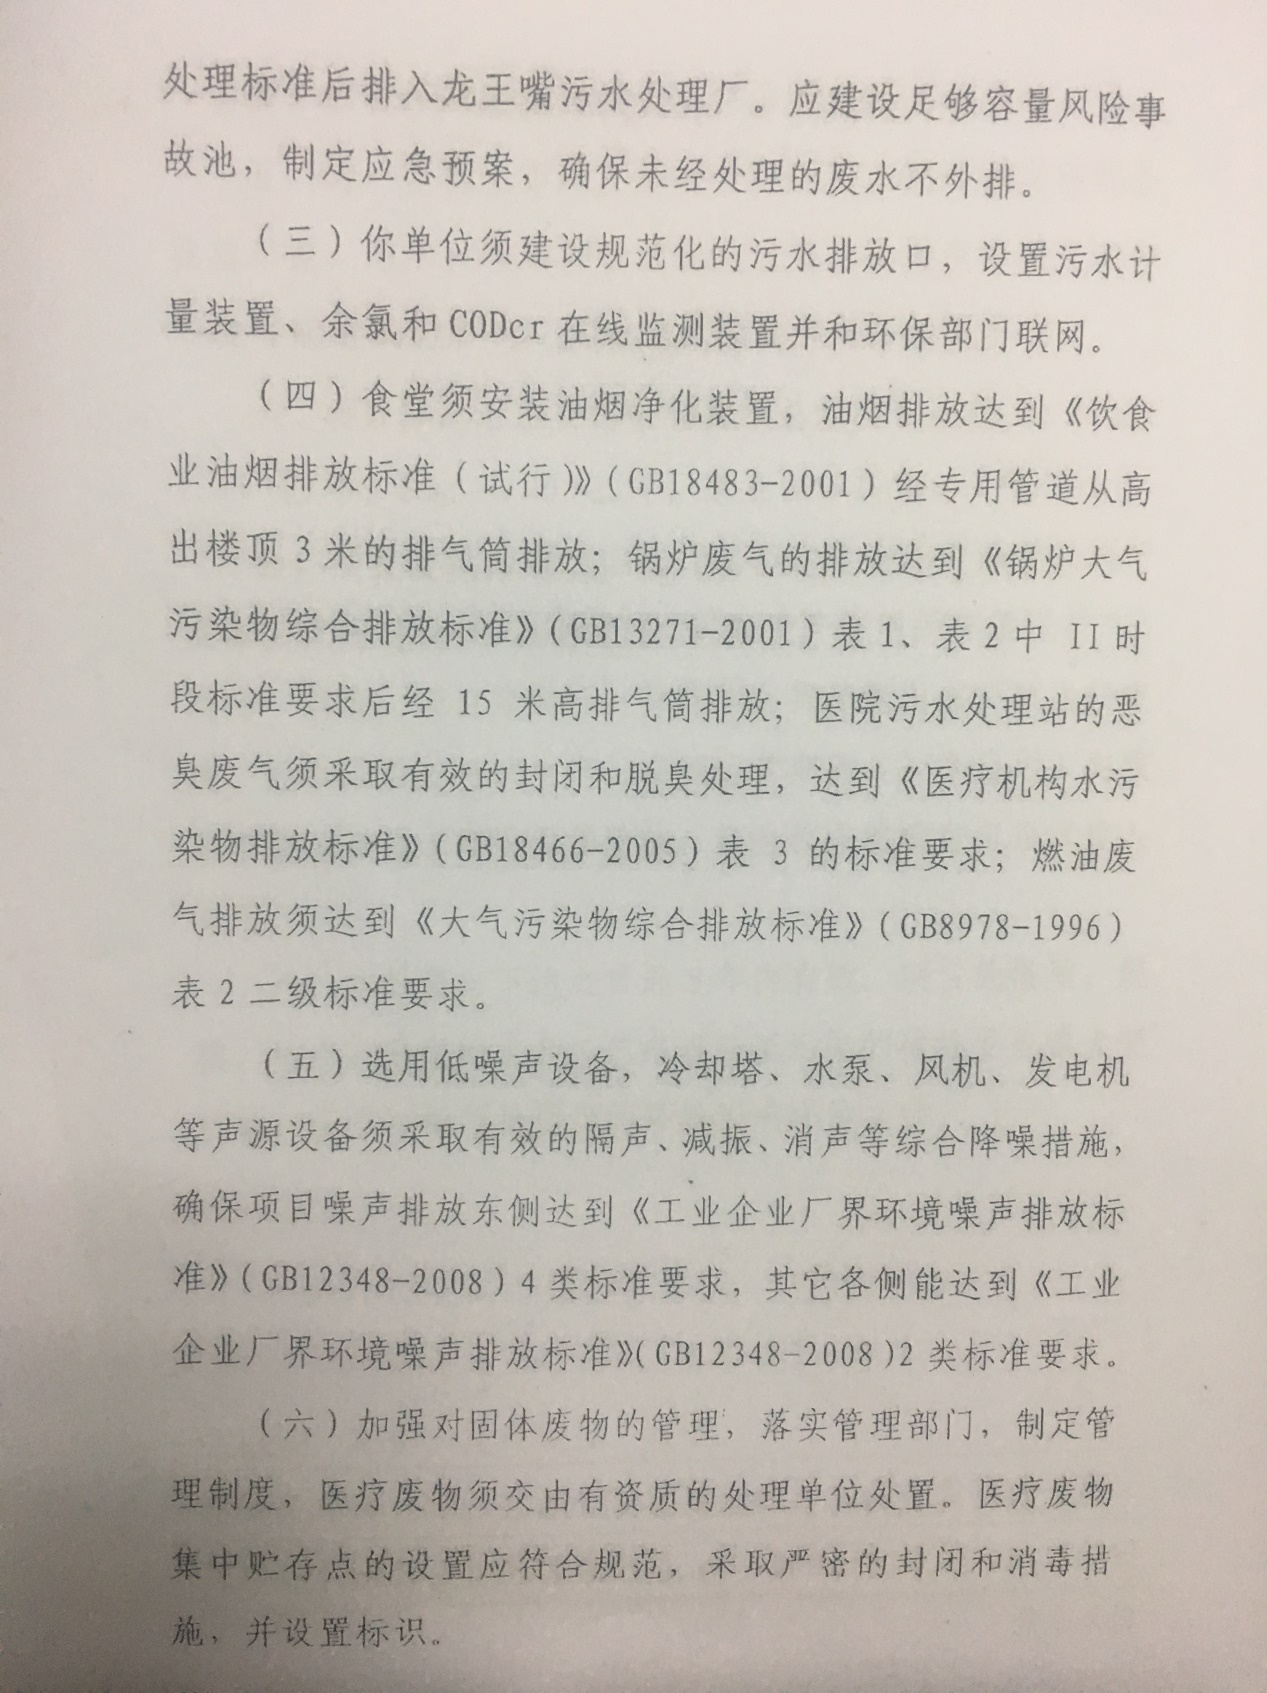 处理标准后排入龙王嘴污水处理厂。应建设足够容量风险事
故池，制定应急预案，确保未经处理的废水不外排。
（三）你单位须建设规范化的污水排放口，设置污水计
量装置、余氯和CODcr在线监测装置并和环保部门联网。
（四）食堂须安装油烟净化装置，油烟排放达到《饮食
业油烟排放标准（试行）》（GB18483-2001）经专用管道从高
出楼顶3米的排气筒排放；锅炉废气的排放达到《锅炉大气
污染物综合排放标准》（GB13271-2001）表1、表2中 II时
段标准要求后经 15 米高排气筒排放；医院污水处理站的恶
臭废气须采取有效的封闭和脱臭处理，达到《医疗机构水污
染物排放标准》（GB18466-2005）表 3 的标准要求；燃油废
气排放须达到《大气污染物综合排放标准》（GB8978-1996）
表2二级标准要求。
（五）选用低噪声设备，冷却塔、水泵、风机、发电机
等声源设备须采取有效的隔声、减振、消声等综合降噪措施，
确保项目噪声排放东侧达到《工业企业厂界环境噪声排放标
准》（GB12348-2008）4类标准要求，其它各侧能达到《工业
企业厂界环境噪声排放标准》（GB12348-2008）2类标准要求。
（六）加强对固体废物的管理，落实管理部门，制定管
理制度，医疗废物须交由有资质的处理单位处置。医疗废物
集中贮存点的设置应符合规范，采取严密的封闭和消毒措
施，并设置标识。